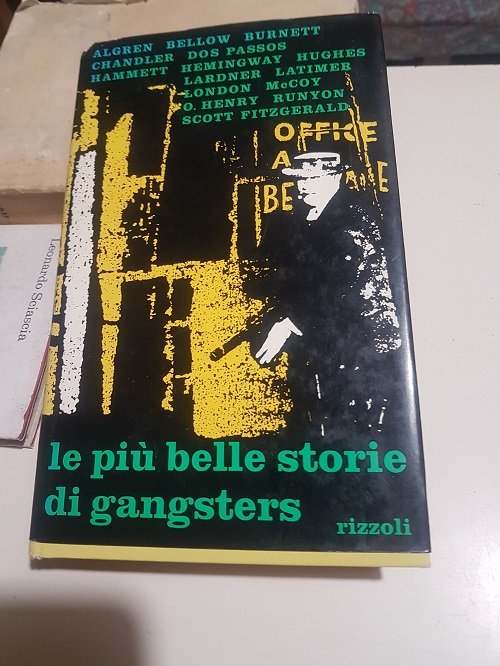 ALGREN BELLOW BURNETT
CHANDLER DOS PASSOS
HAMMETT HEMINGWAY HUGHES
LARDNER LATIMER
LONDON McCOY
O. HENRY RUNYON
SCOTT FITZGERALD
OFFICE
A
BE
le più belle storie
di gangsters
rizzoli
Leonardo Sciascia